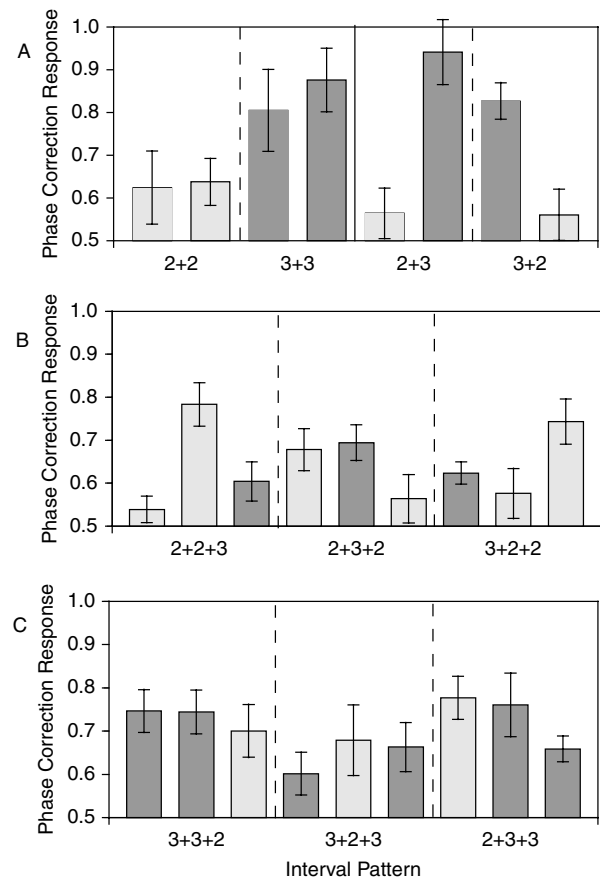 A
Phase Correction Response
1.0
0.9
0.8
0.7
0.6
0.5
2+2 3+3 2+3 3+2
B
Phase Correction Response
1.0
0.9
0.8
0.7
0.6
0.5
2+2+3 2+3+2 3+2+2
C
Phase Correction Response
1.0
0.9
0.8
0.7
0.6
0.5
3+3+2 3+2+3 2+3+3
Interval Pattern